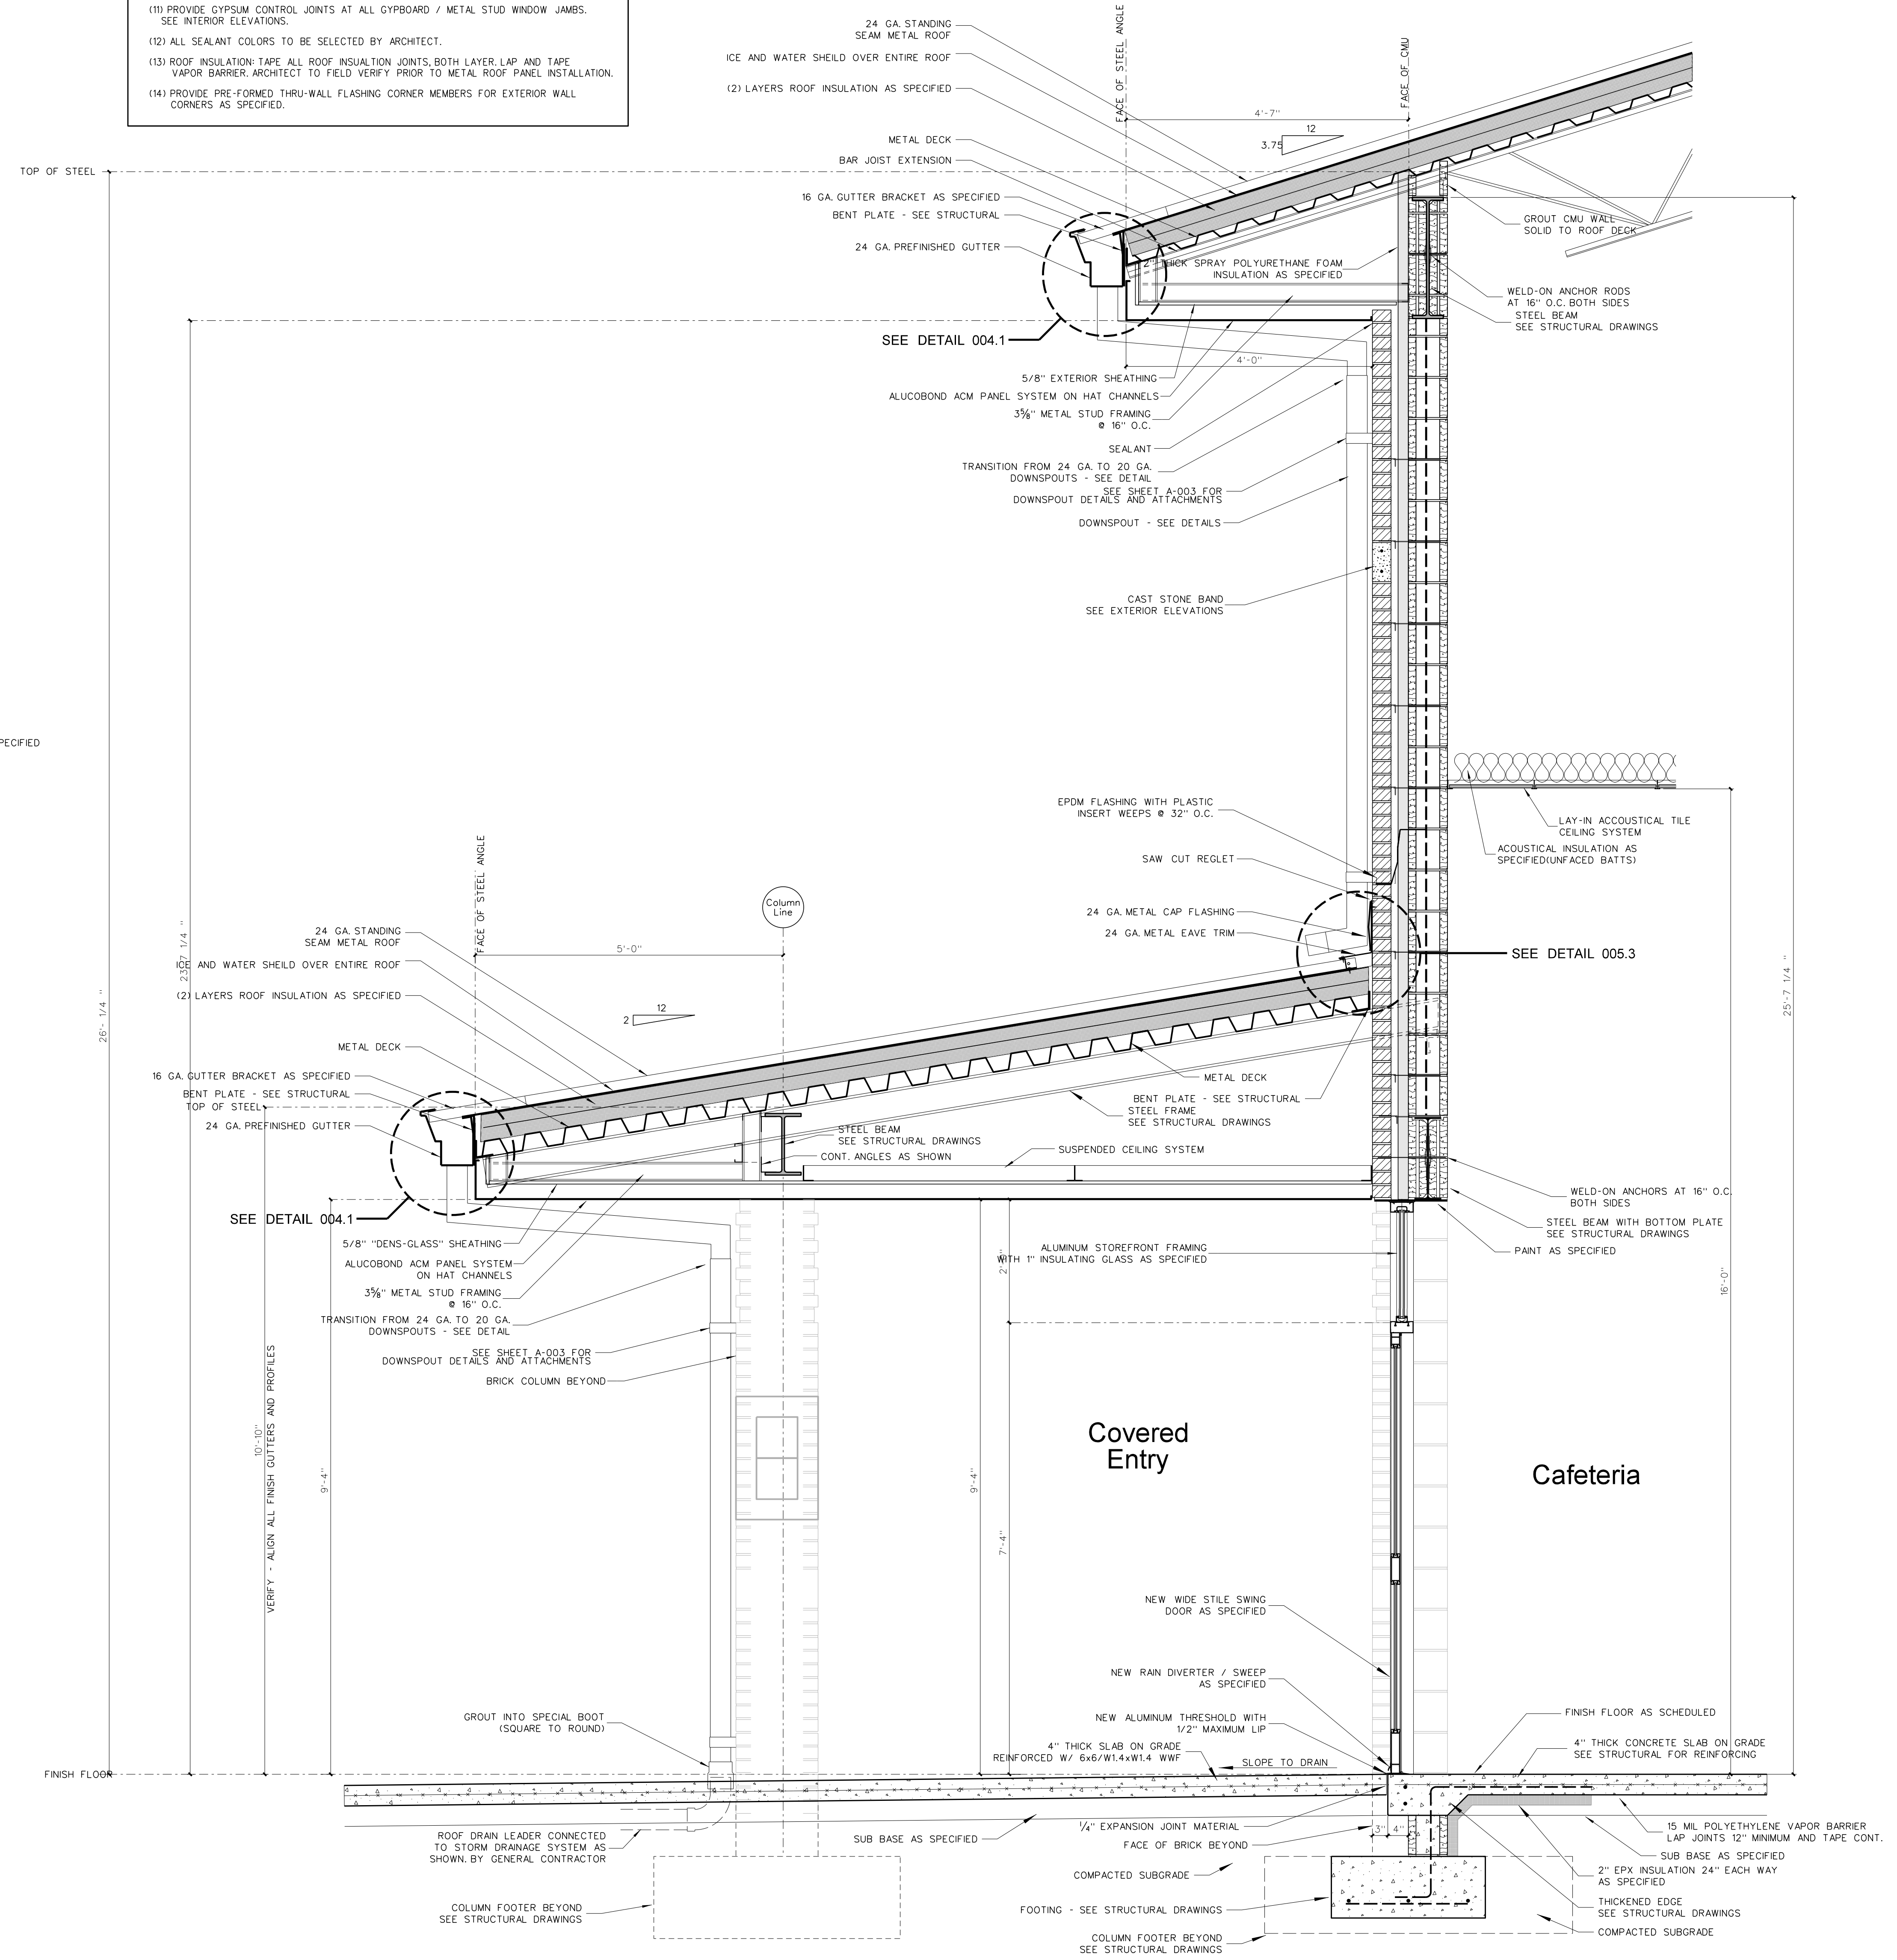 (11) PROVIDE GYPSUM CONTROL JOINTS AT ALL GYPBOARD / METAL STUD WINDOW JAMBS.
SEE INTERIOR ELEVATIONS.
(12) ALL SEALANT COLORS TO BE SELECTED BY ARCHITECT.
(13) ROOF INSULATION: TAPE ALL ROOF INSUALTION JOINTS, BOTH LAYER. LAP AND TAPE
VAPOR BARRIER. ARCHITECT TO FIELD VERIFY PRIOR TO METAL ROOF PANEL INSTALLATION.
(14) PROVIDE PRE-FORMED THRU-WALL FLASHING CORNER MEMBERS FOR EXTERIOR WALL
CORNERS AS SPECIFIED.
24 GA. STANDING
SEAM METAL ROOF
ICE AND WATER SHEILD OVER ENTIRE ROOF
(2) LAYERS ROOF INSULATION AS SPECIFIED
METAL DECK
BAR JOIST EXTENSION
16 GA. GUTTER BRACKET AS SPECIFIED
BENT PLATE - SEE STRUCTURAL
24 GA. PREFINISHED GUTTER
FACE OF STEEL ANGLE
FACE OF CMU
4'-7"
12
3.75
TOP OF STEEL
GROUT CMU WALL
SOLID TO ROOF DECK
2" THICK SPRAY POLYURETHANE FOAM
INSULATION AS SPECIFIED
WELD-ON ANCHOR RODS
AT 16" O.C. BOTH SIDES
STEEL BEAM
SEE STRUCTURAL DRAWINGS
SEE DETAIL 004.1
4'-0"
5/8" EXTERIOR SHEATHING
ALUCOBOND ACM PANEL SYSTEM ON HAT CHANNELS
3⅝" METAL STUD FRAMING
@ 16" O.C.
SEALANT
TRANSITION FROM 24 GA. TO 20 GA.
DOWNSPOUTS - SEE DETAIL
SEE SHEET A-003 FOR
DOWNSPOUT DETAILS AND ATTACHMENTS
DOWNSPOUT - SEE DETAILS
CAST STONE BAND
SEE EXTERIOR ELEVATIONS
PECIFIED
EPDM FLASHING WITH PLASTIC
INSERT WEEPS @ 32" O.C.
LAY-IN ACCOUSTICAL TILE
CEILING SYSTEM
ACOUSTICAL INSULATION AS
SPECIFIED(UNFACED BATTS)
SAW CUT REGLET
24 GA. METAL CAP FLASHING
24 GA. METAL EAVE TRIM
SEE DETAIL 005.3
FACE OF STEEL ANGLE
Column
Line
5'-0"
24 GA. STANDING
SEAM METAL ROOF
ICE AND WATER SHEILD OVER ENTIRE ROOF
(2) LAYERS ROOF INSULATION AS SPECIFIED
12
2
METAL DECK
16 GA. GUTTER BRACKET AS SPECIFIED
BENT PLATE - SEE STRUCTURAL
TOP OF STEEL
24 GA. PREFINISHED GUTTER
26'- 1/4 "
25'-7 1/4 "
METAL DECK
BENT PLATE - SEE STRUCTURAL
STEEL FRAME
SEE STRUCTURAL DRAWINGS
STEEL BEAM
SEE STRUCTURAL DRAWINGS
CONT. ANGLES AS SHOWN
SUSPENDED CEILING SYSTEM
WELD-ON ANCHORS AT 16" O.C.
BOTH SIDES
STEEL BEAM WITH BOTTOM PLATE
SEE STRUCTURAL DRAWINGS
PAINT AS SPECIFIED
SEE DETAIL 004.1
5/8" "DENS-GLASS" SHEATHING
ALUCOBOND ACM PANEL SYSTEM
ON HAT CHANNELS
3⅝" METAL STUD FRAMING
@ 16" O.C.
TRANSITION FROM 24 GA. TO 20 GA.
DOWNSPOUTS - SEE DETAIL
SEE SHEET A-003 FOR
DOWNSPOUT DETAILS AND ATTACHMENTS
BRICK COLUMN BEYOND
ALUMINUM STOREFRONT FRAMING
WITH 1" INSULATING GLASS AS SPECIFIED
16'-0"
10'-10"
VERIFY - ALIGN ALL FINISH GUTTERS AND PROFILES
9'-4"
9'-4"
7'-4"
Covered
Entry
Cafeteria
NEW WIDE STILE SWING
DOOR AS SPECIFIED
NEW RAIN DIVERTER / SWEEP
AS SPECIFIED
GROUT INTO SPECIAL BOOT
(SQUARE TO ROUND)
NEW ALUMINUM THRESHOLD WITH
1/2" MAXIMUM LIP
4" THICK SLAB ON GRADE
REINFORCED W/ 6x6/W1.4xW1.4 WWF
SLOPE TO DRAIN
FINISH FLOOR AS SCHEDULED
4" THICK CONCRETE SLAB ON GRADE
SEE STRUCTURAL FOR REINFORCING
FINISH FLOOR
ROOF DRAIN LEADER CONNECTED
TO STORM DRAINAGE SYSTEM AS
SHOWN. BY GENERAL CONTRACTOR
SUB BASE AS SPECIFIED
¼" EXPANSION JOINT MATERIAL
FACE OF BRICK BEYOND
3"
4"
COMPACTED SUBGRADE
15 MIL POLYETHYLENE VAPOR BARRIER
LAP JOINTS 12" MINIMUM AND TAPE CONT.
SUB BASE AS SPECIFIED
2" EPX INSULATION 24" EACH WAY
AS SPECIFIED
THICKENED EDGE
SEE STRUCTURAL DRAWINGS
COMPACTED SUBGRADE
COLUMN FOOTER BEYOND
SEE STRUCTURAL DRAWINGS
FOOTING - SEE STRUCTURAL DRAWINGS
COLUMN FOOTER BEYOND
SEE STRUCTURAL DRAWINGS